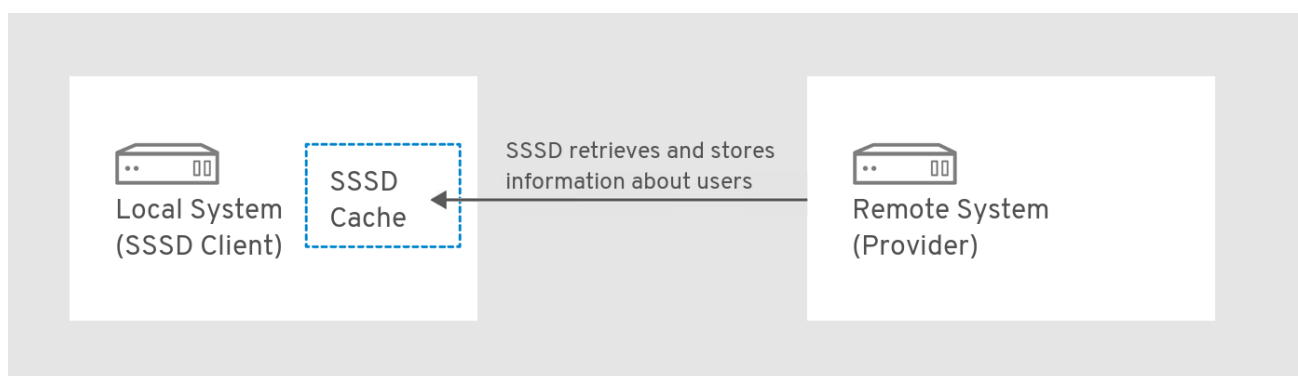 SSSD retrieves and stores
information about users
SSSD
Cache
Local System
(SSSD Client)
Remote System
(Provider)